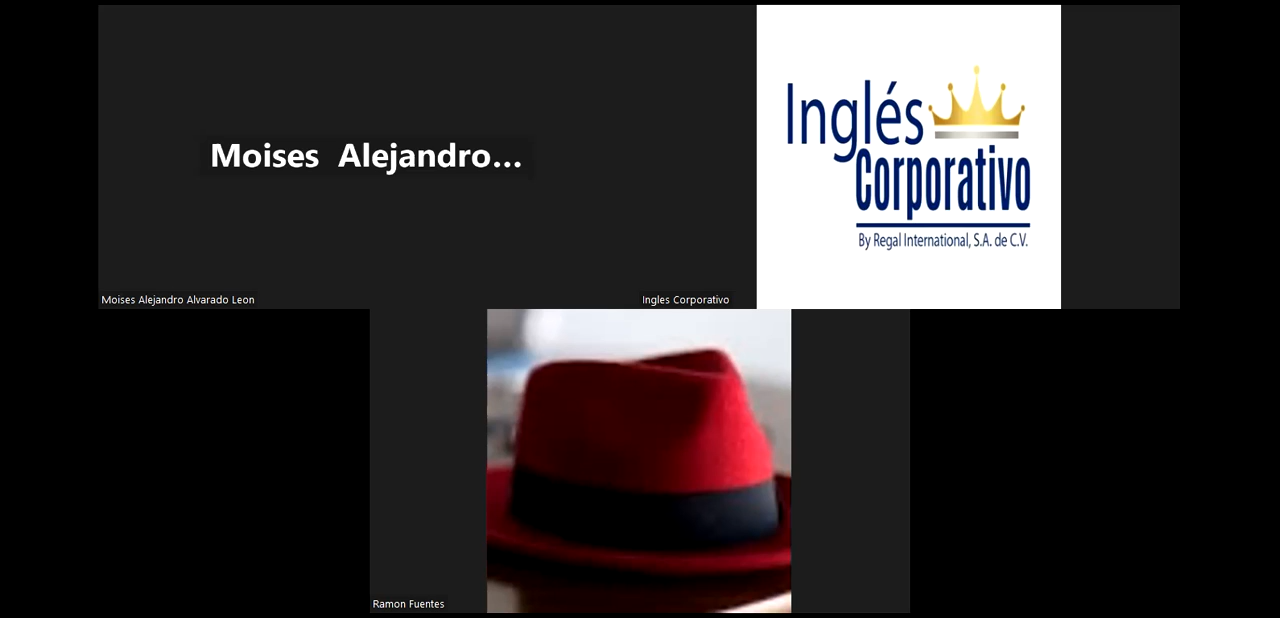 Moises Alejandro...
Moises Alejandro Alvarado Leon
Inglés
Corporativo
By Regal International, S.A. de C.V.
Ingles Corporativo
Ramon Fuentes